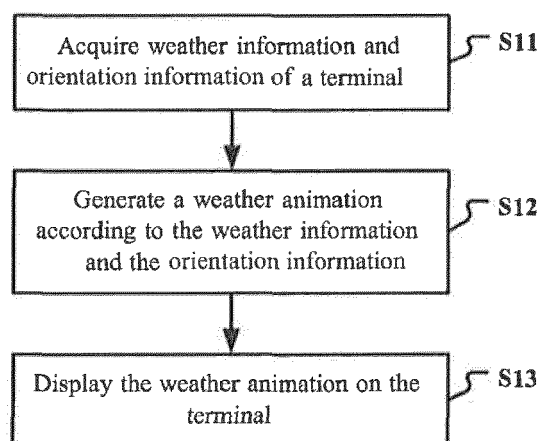 Acquire weather information and
orientation information of a terminal
S11
Generate a weather animation
according to the weather information
and the orientation information
S12
Display the weather animation on the
terminal
S13